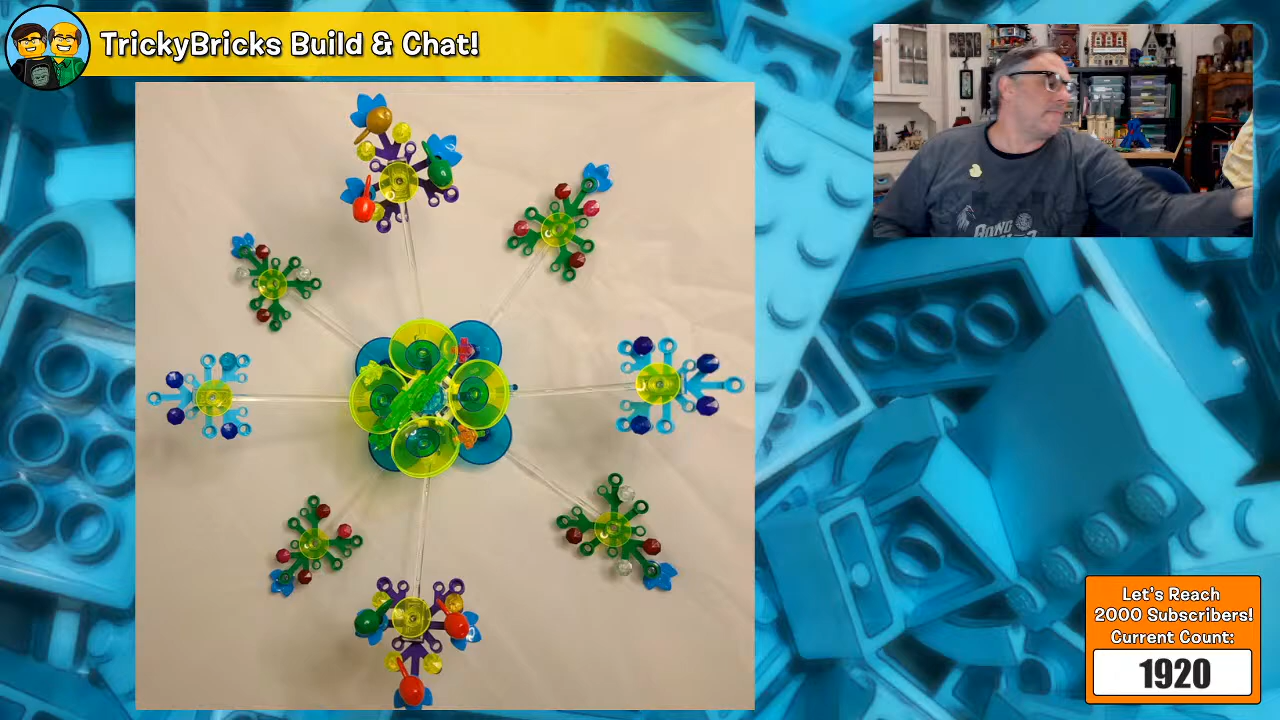 TrickyBricks Build & Chat!
Let's Reach
2000 Subscribers!
Current Count:
1920